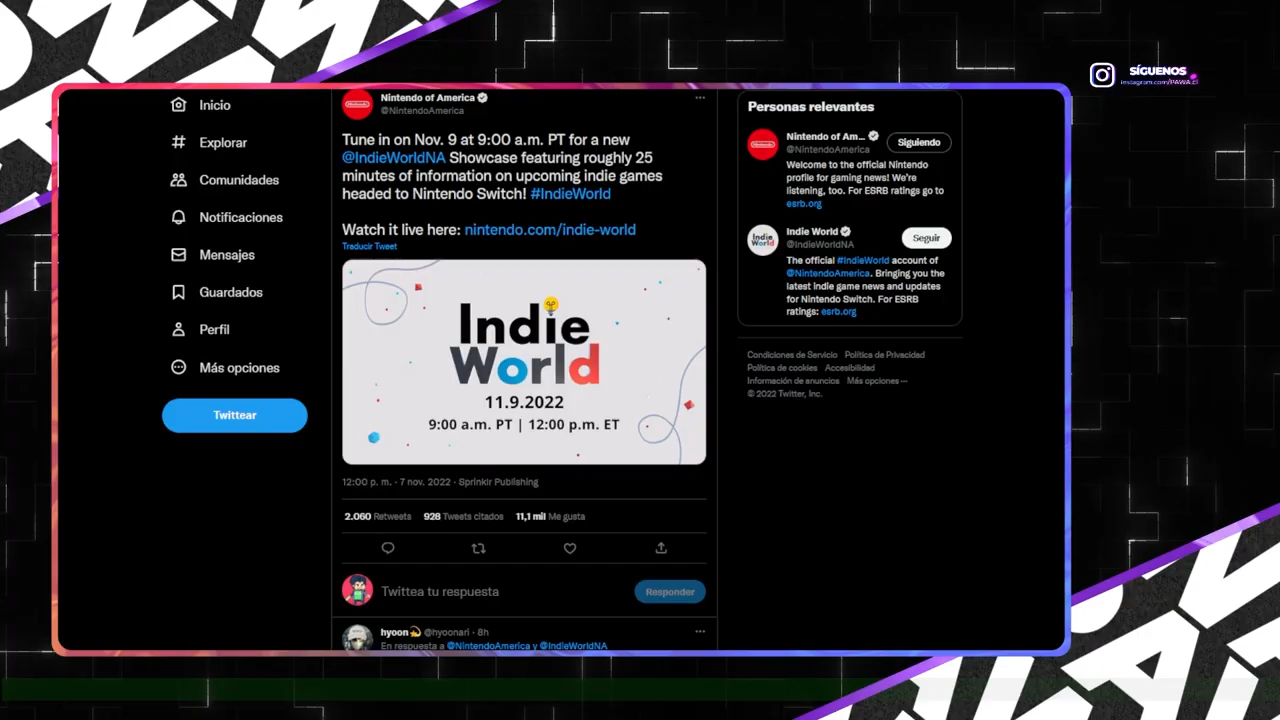 SÍGUENOS
instagram.com/PAWA.cl
Inicio
Explorar
Comunidades
Notificaciones
Mensajes
Guardados
Perfil
Más opciones
Twittear
Nintendo of America
@NintendoAmerica
Tune in on Nov. 9 at 9:00 a.m. PT for a new
@IndieWorldNA Showcase featuring roughly 25
minutes of information on upcoming indie games
headed to Nintendo Switch! #IndieWorld
Watch it live here: nintendo.com/indie-world
Traducir Tweet
Indie
World
11.9.2022
9:00 a.m. PT | 12:00 p.m. ET
12:00 p. m. · 7 nov. 2022 · Sprinklr Publishing
2.060 Retweets 928 Tweets citados 11,1 mil Me gusta
Twittea tu respuesta
Responder
hyoon @hyoonari · 8h
En respuesta a @NintendoAmerica y @IndieWorldNA
Personas relevantes
Nintendo of Am...
@NintendoAmerica
Siguiendo
Welcome to the official Nintendo
profile for gaming news! We're
listening, too. For ESRB ratings go to
esrb.org
Indie World
@IndieWorldNA
Seguir
The official #IndieWorld account of
@NintendoAmerica. Bringing you the
latest indie game news and updates
for Nintendo Switch. For ESRB
ratings: esrb.org
Condiciones de Servicio Política de Privacidad
Política de cookies Accesibilidad
Información de anuncios Más opciones ···
© 2022 Twitter, Inc.